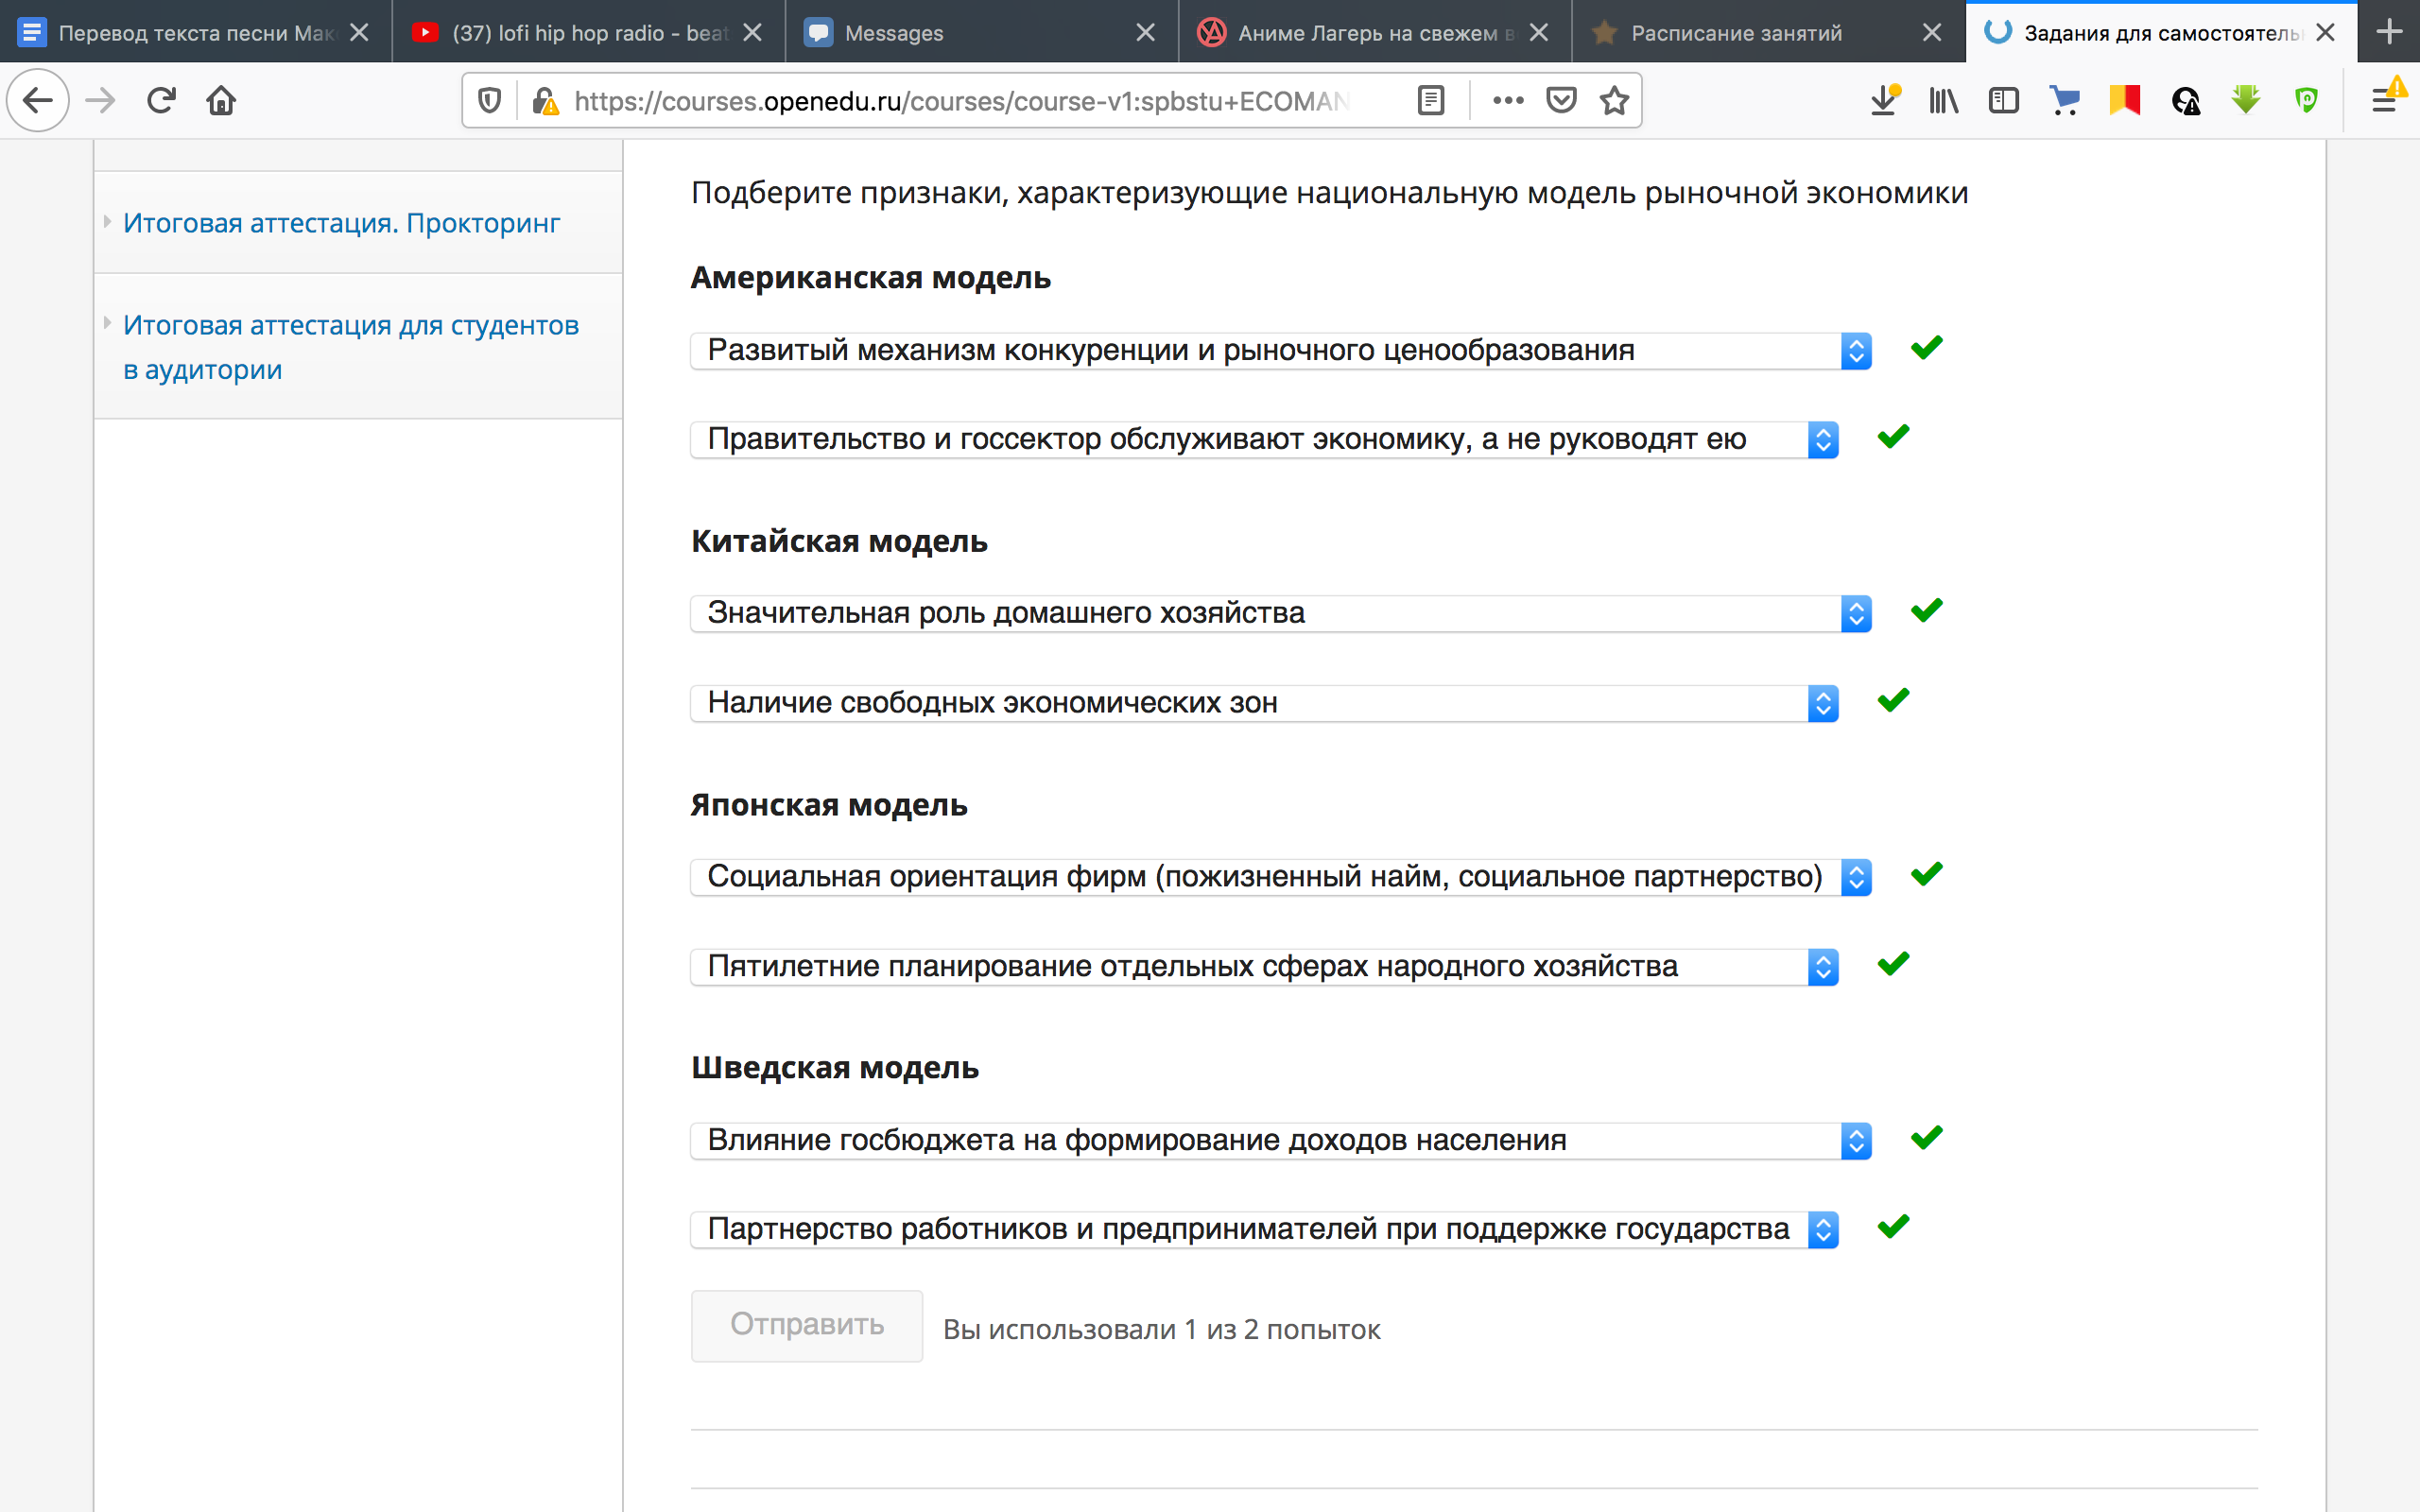 Перевод текста песни Мак
(37) lofi hip hop radio - beat
Messages
Аниме Лагерь на свежем в
Расписание занятий
Задания для самостоятель
https://courses.openedu.ru/courses/course-v1:spbstu+ECOMAN
Итоговая аттестация. Прокторинг
Итоговая аттестация для студентов
в аудитории
Подберите признаки, характеризующие национальную модель рыночной экономики
Американская модель
Развитый механизм конкуренции и рыночного ценообразования
Правительство и госсектор обслуживают экономику, а не руководят ею
Китайская модель
Значительная роль домашнего хозяйства
Наличие свободных экономических зон
Японская модель
Социальная ориентация фирм (пожизненный найм, социальное партнерство)
Пятилетние планирование отдельных сферах народного хозяйства
Шведская модель
Влияние госбюджета на формирование доходов населения
Партнерство работников и предпринимателей при поддержке государства
Отправить
Вы использовали 1 из 2 попыток